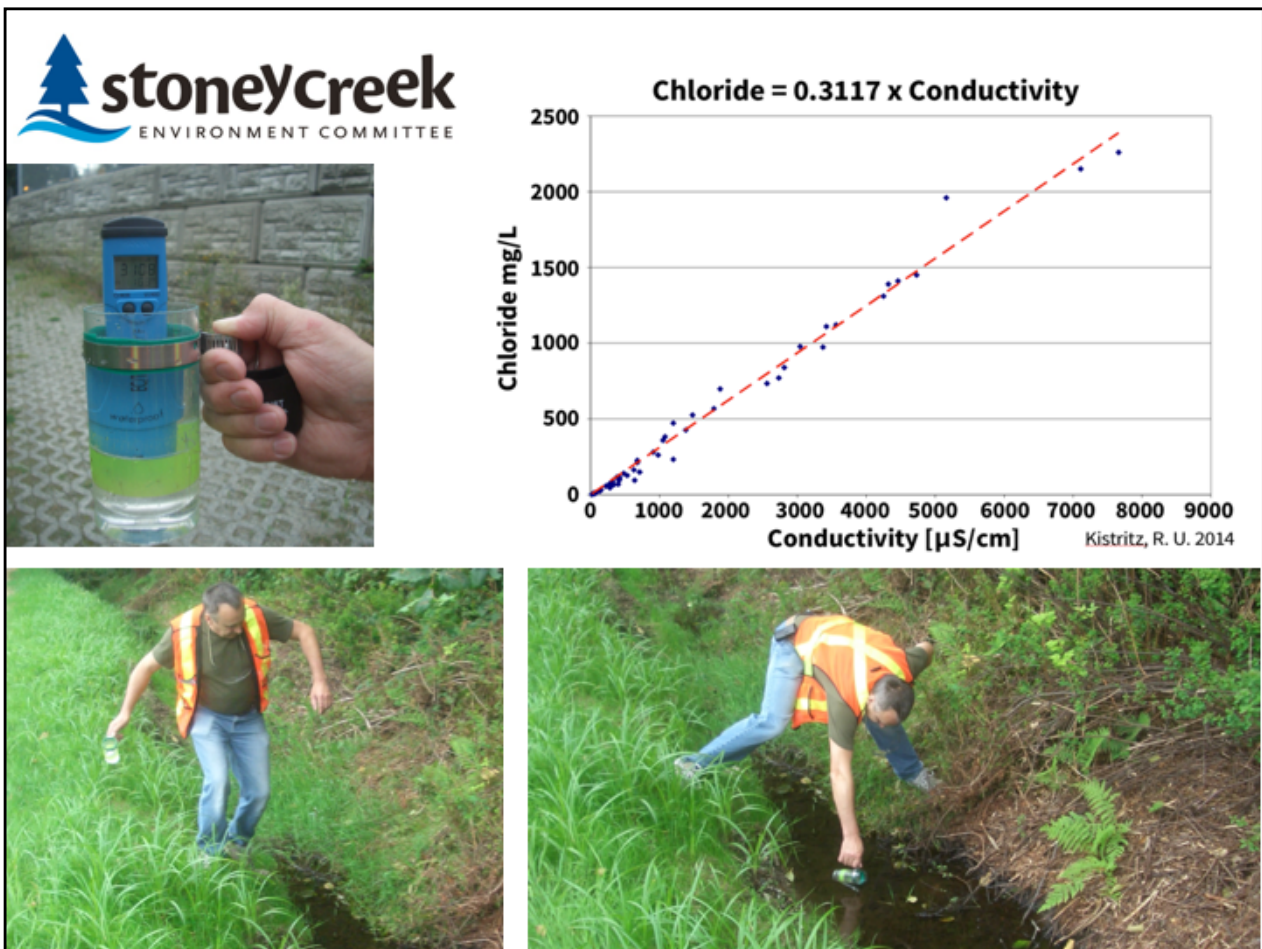 stoneycreek
ENVIRONMENT COMMITTEE
Chloride = 0.3117 x Conductivity
Chloride mg/L
2500
2000
1500
1000
500
0
0 1000 2000 3000 4000 5000 6000 7000 8000 9000
Conductivity [µS/cm]
Kistritz, R. U. 2014
waterproof